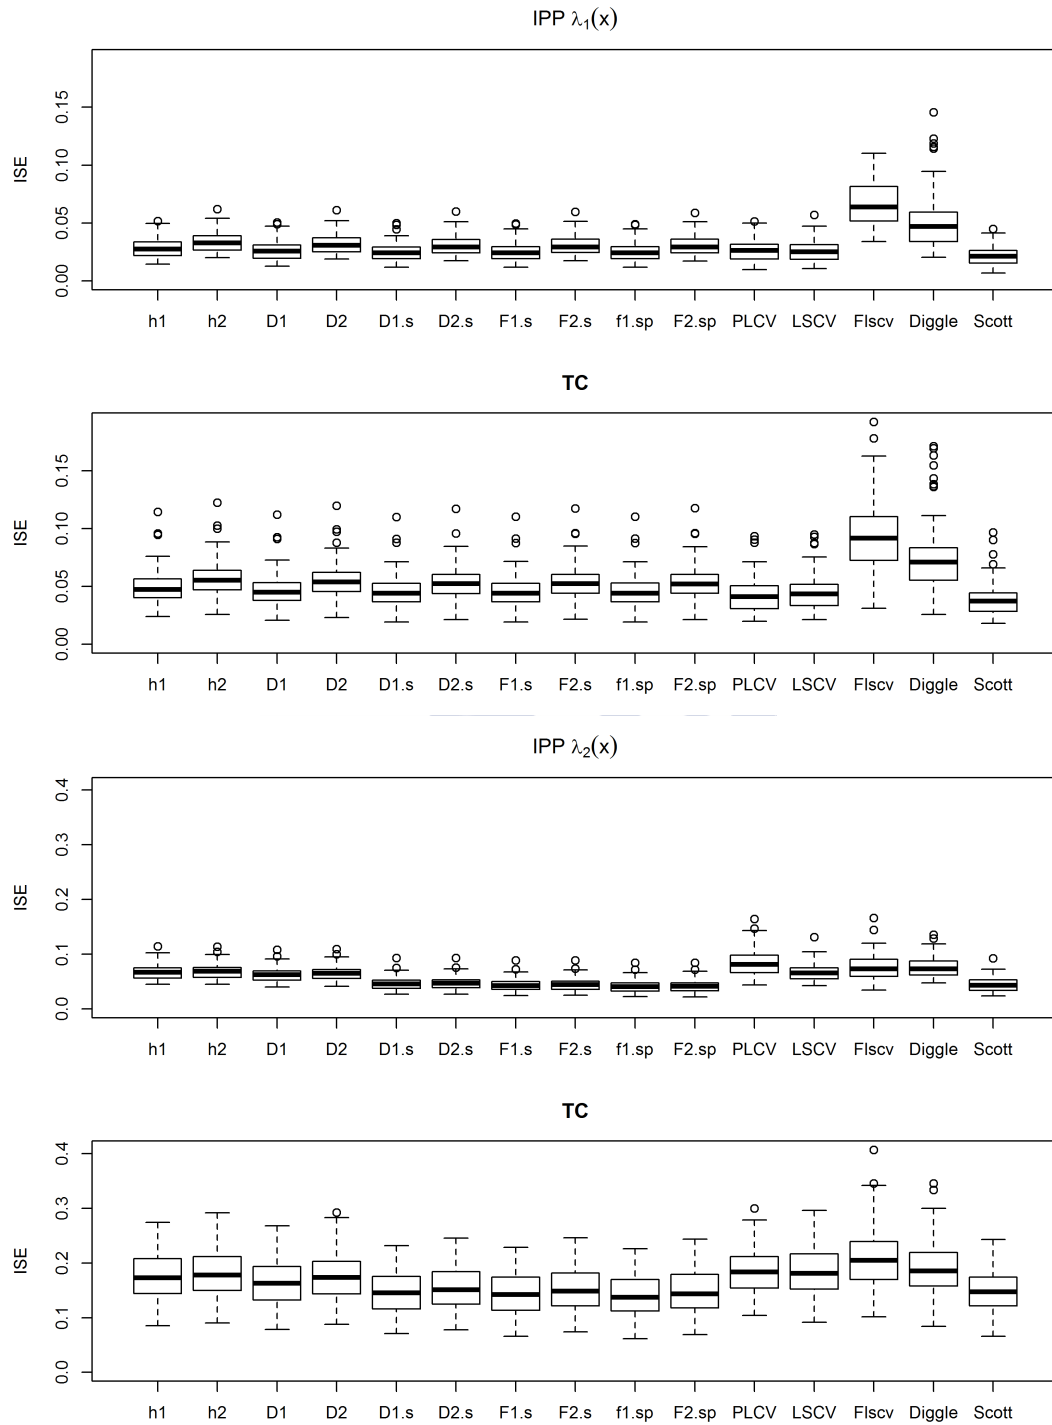 IPP λ1(x)
ISE
0.00 0.05 0.10 0.15
h1 h2 D1 D2 D1.s D2.s F1.s F2.s f1.sp F2.sp PLCV LSCV Flscv Diggle Scott
TC
ISE
0.00 0.05 0.10 0.15
h1 h2 D1 D2 D1.s D2.s F1.s F2.s f1.sp F2.sp PLCV LSCV Flscv Diggle Scott
IPP λ2(x)
ISE
0.0 0.1 0.2 0.3 0.4
h1 h2 D1 D2 D1.s D2.s F1.s F2.s f1.sp F2.sp PLCV LSCV Flscv Diggle Scott
TC
ISE
0.0 0.1 0.2 0.3 0.4
h1 h2 D1 D2 D1.s D2.s F1.s F2.s f1.sp F2.sp PLCV LSCV Flscv Diggle Scott